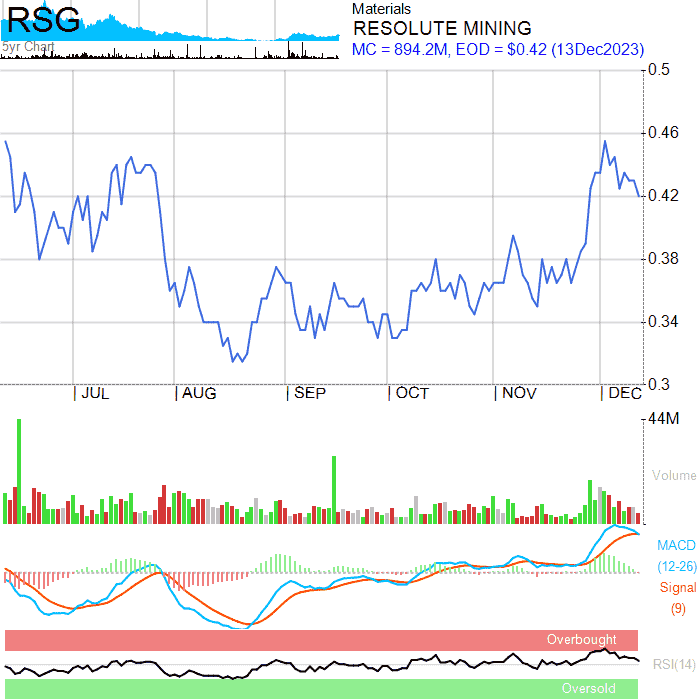 RSG
5yr Chart
Materials
RESOLUTE MINING
MC = 894.2M, EOD = $0.42 (13Dec2023)
0.5
0.46
0.42
0.38
0.34
0.3
JUL AUG SEP OCT NOV DEC
44M
Volume
MACD
(12-26)
Signal
(9)
Overbought
RSI(14)
Oversold